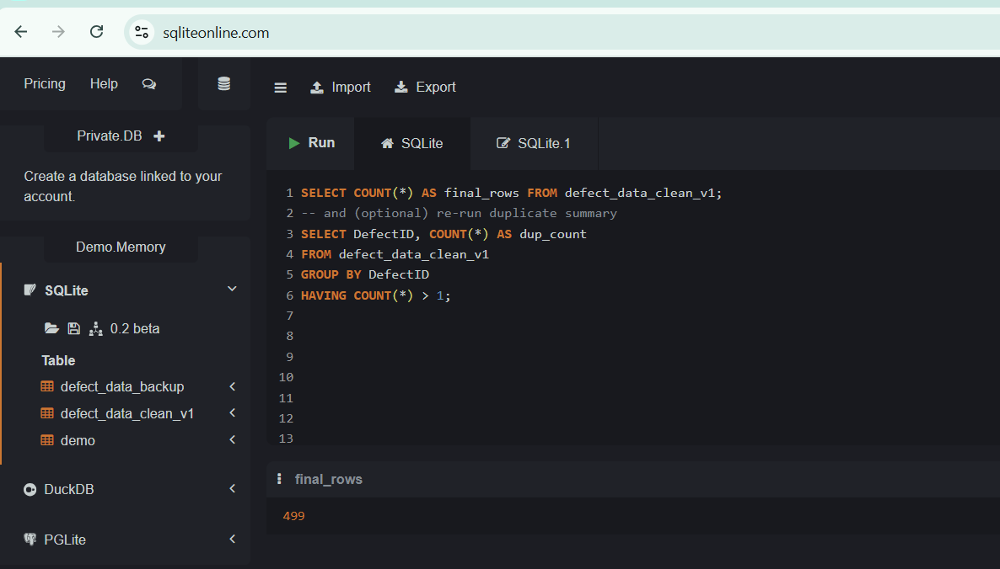 sqliteonline.com
Pricing Help
Import Export
Private.DB
Run SQLite SQLite.1
Create a database linked to your
account.
Demo.Memory
SQLite
0.2 beta
Table
defect_data_backup
defect_data_clean_v1
demo
DuckDB
PGLite
1 SELECT COUNT(*) AS final_rows FROM defect_data_clean_v1;
2 -- and (optional) re-run duplicate summary
3 SELECT DefectID, COUNT(*) AS dup_count
4 FROM defect_data_clean_v1
5 GROUP BY DefectID
6 HAVING COUNT(*) > 1;
7
8
9
10
11
12
13
final_rows
499